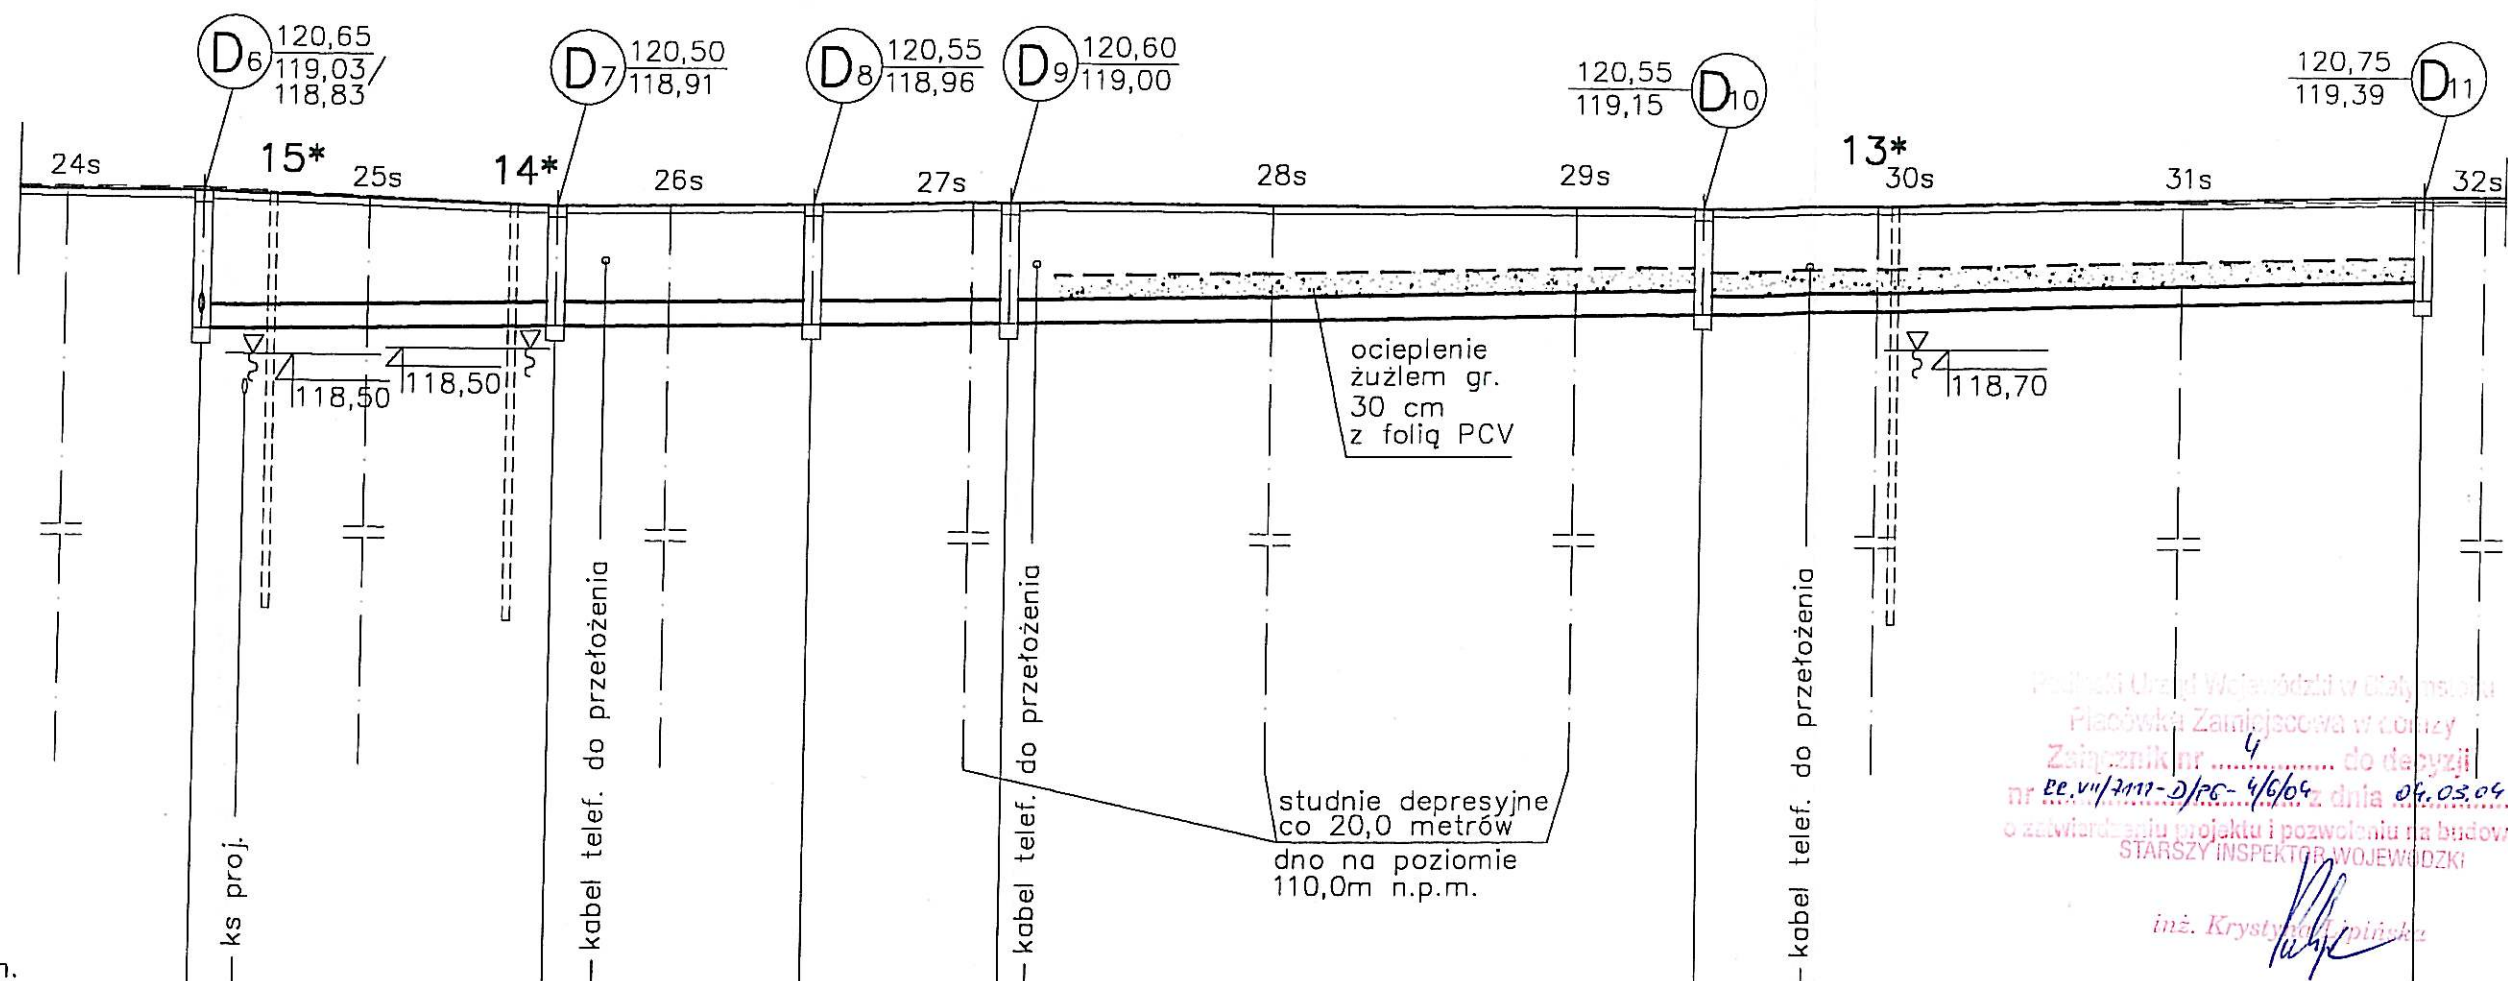 D6 120,65
119,03/
118,83
D7 120,50
118,91
D8 120,55
118,96
D9 120,60
119,00
120,55 D10
119,15
120,75 D11
119,39
24s
15*
25s
14*
26s
27s
28s
29s
13*
30s
31s
32s
118,50
118,50
118,70
ocieplenie
żużlem gr.
30 cm
z folią PCV
studnie depresyjne
co 20,0 metrów
dno na poziomie
110,0m n.p.m.
ks proj.
kabel telef. do przełożenia
kabel telef. do przełożenia
kabel telef. do przełożenia
Urząd Wojewódzki w
Placówka Zamiejscowa w Łomży
Załącznik nr 4 do decyzji
nr z dnia 04.03.04
o zatwierdzeniu projektu i pozwoleniu na budow
STARSZY INSPEKTOR WOJEWÓDZKI
inż. Krystyna Lipińska